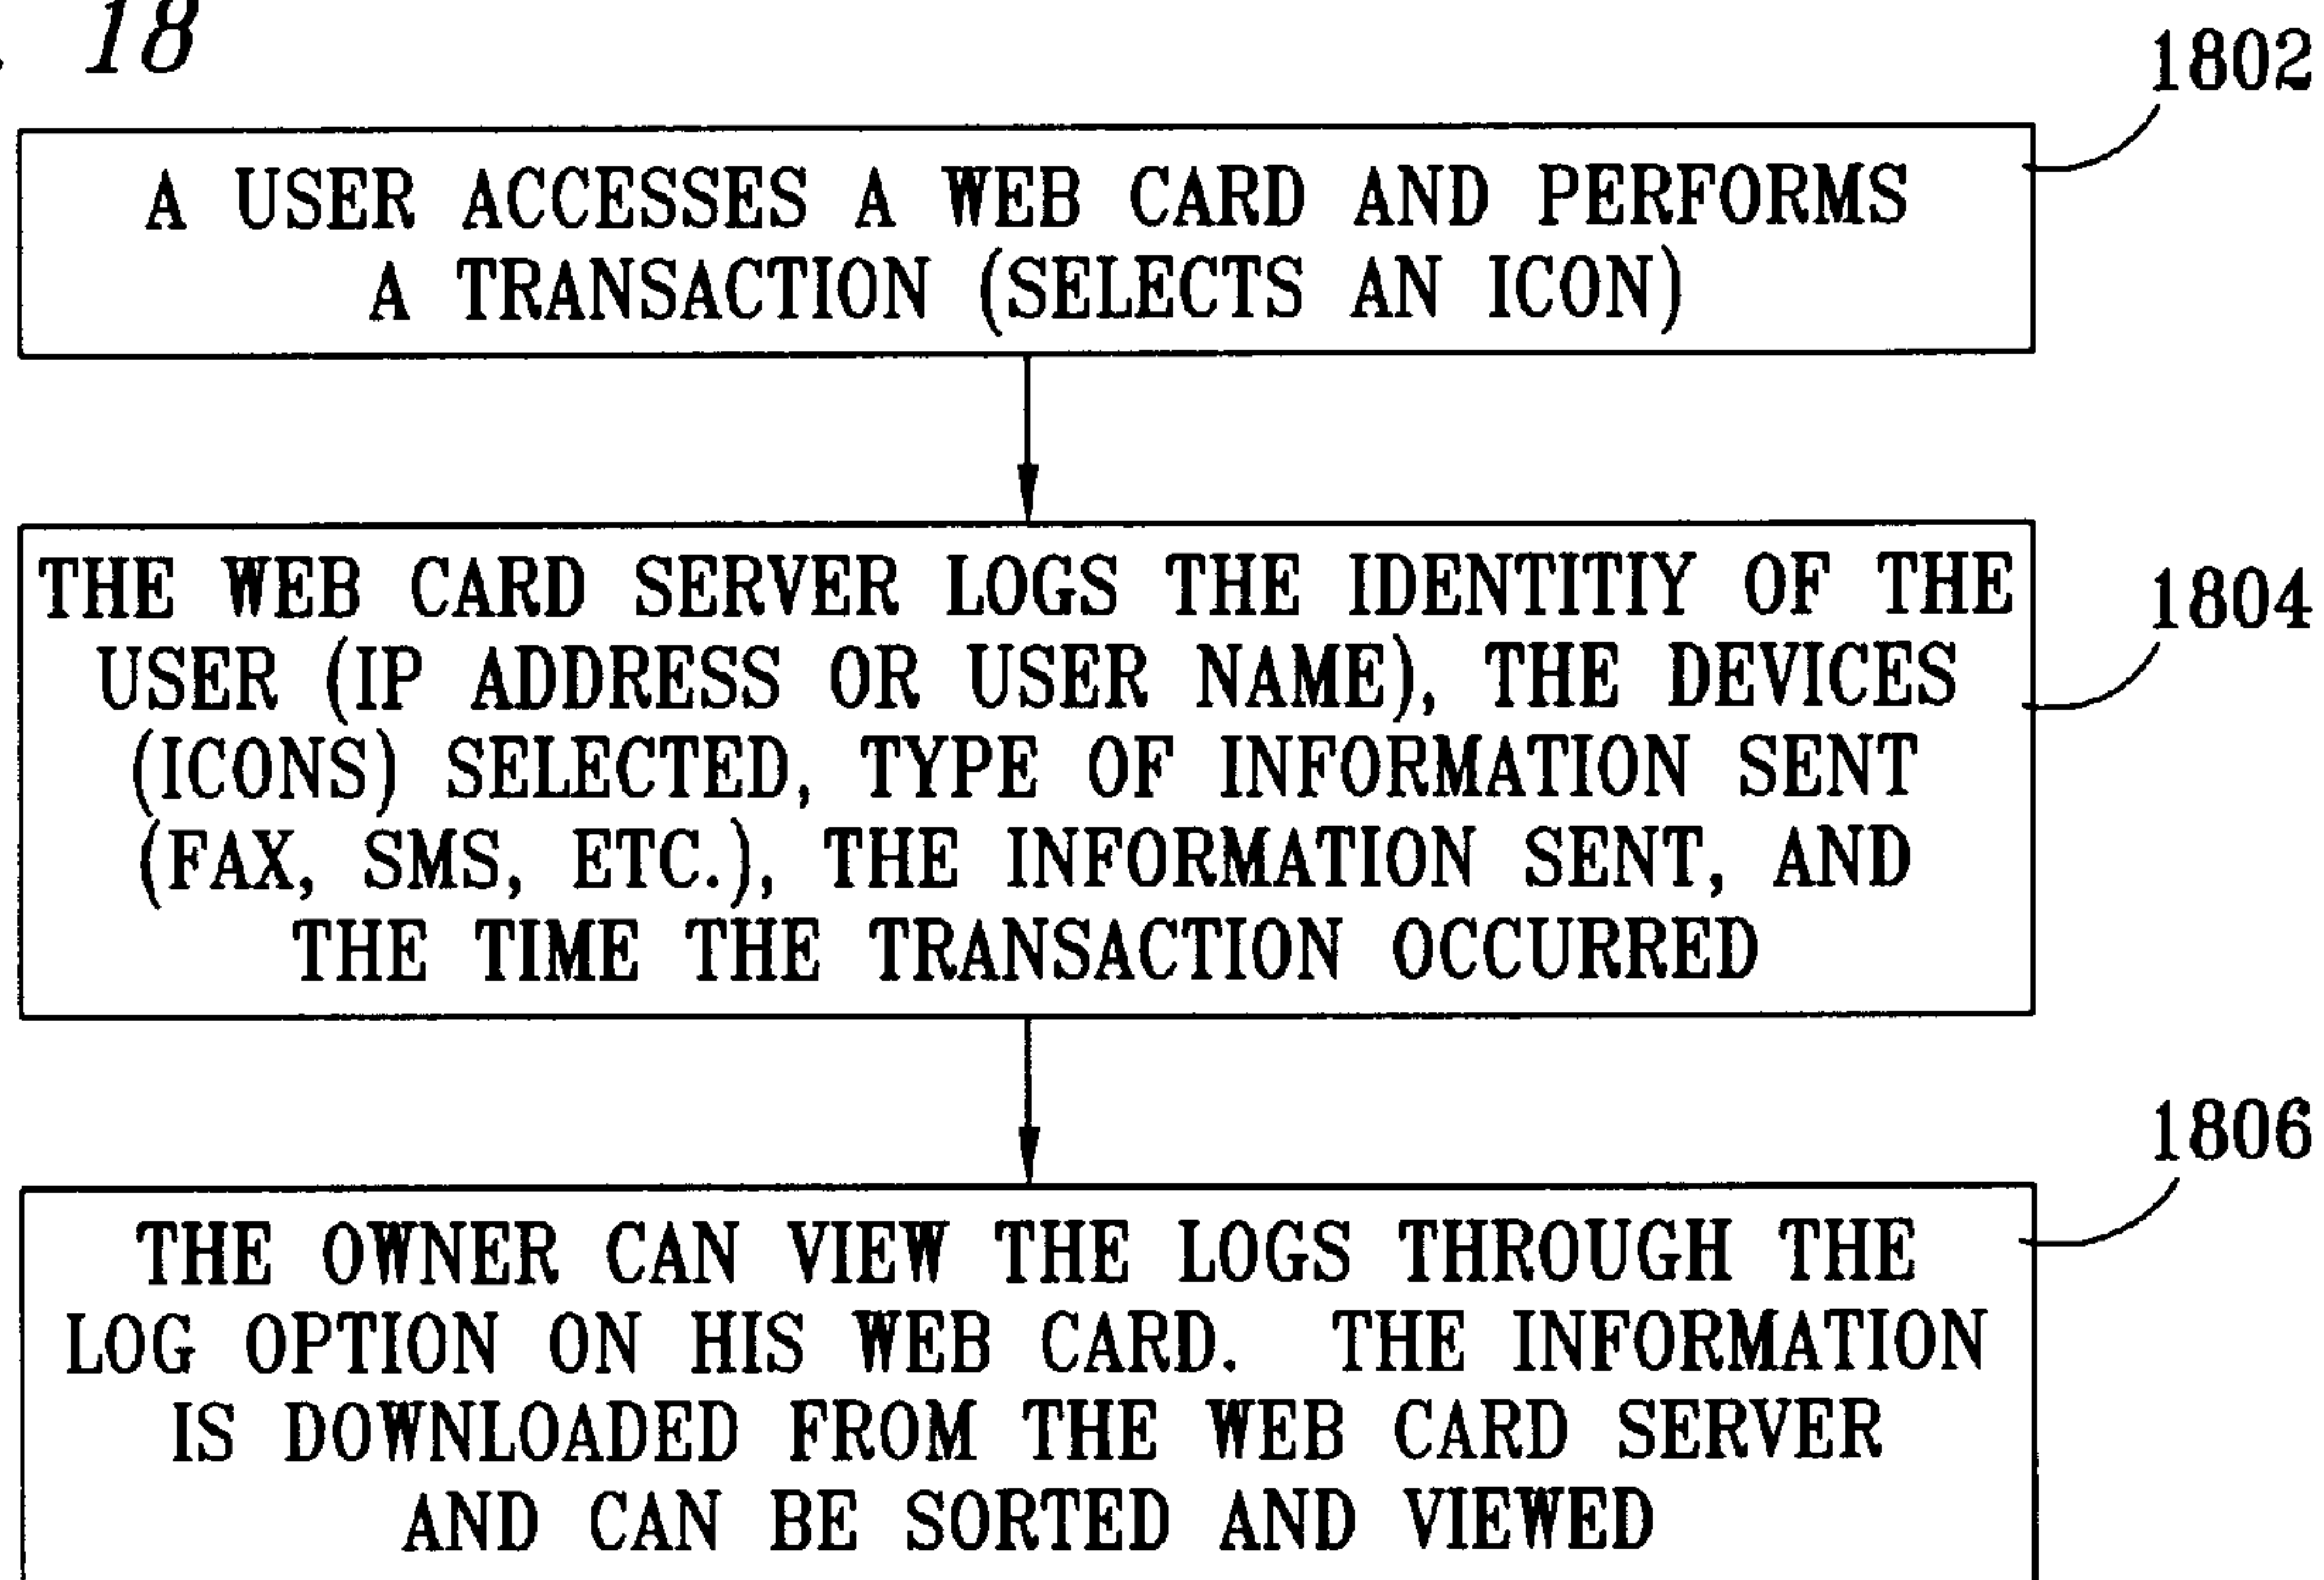 18
1802
A USER ACCESSES A WEB CARD AND PERFORMS
A TRANSACTION (SELECTS AN ICON)
THE WEB CARD SERVER LOGS THE IDENTITIY OF THE
1804
USER (IP ADDRESS OR USER NAME), THE DEVICES
(ICONS) SELECTED, TYPE OF INFORMATION SENT
(FAX, SMS, ETC.), THE INFORMATION SENT, AND
THE TIME THE TRANSACTION OCCURRED
1806
THE OWNER CAN VIEW THE LOGS THROUGH THE
LOG OPTION ON HIS WEB CARD. THE INFORMATION
IS DOWNLOADED FROM THE WEB CARD SERVER
AND CAN BE SORTED AND VIEWED